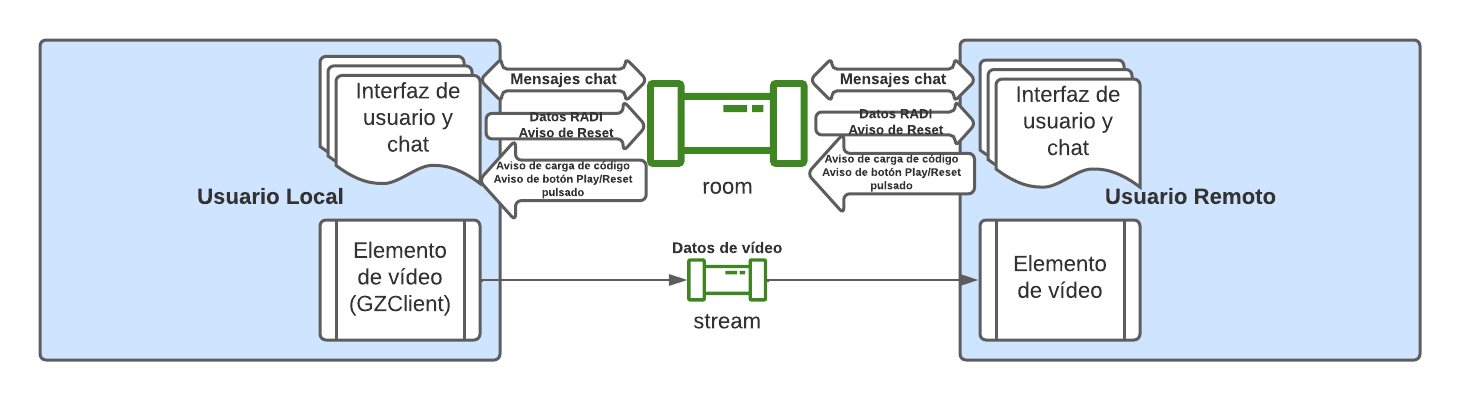 Interfaz de
usuario y
chat
Usuario Local
Elemento
de vídeo
(GZClient)
Mensajes chat
Datos RADI
Aviso de Reset
Aviso de carga de código
Aviso de botón Play/Reset
pulsado
room
Datos de vídeo
stream
Mensajes chat
Datos RADI
Aviso de Reset
Aviso de carga de código
Aviso de botón Play/Reset
pulsado
Interfaz de
usuario y
chat
Usuario Remoto
Elemento
de vídeo